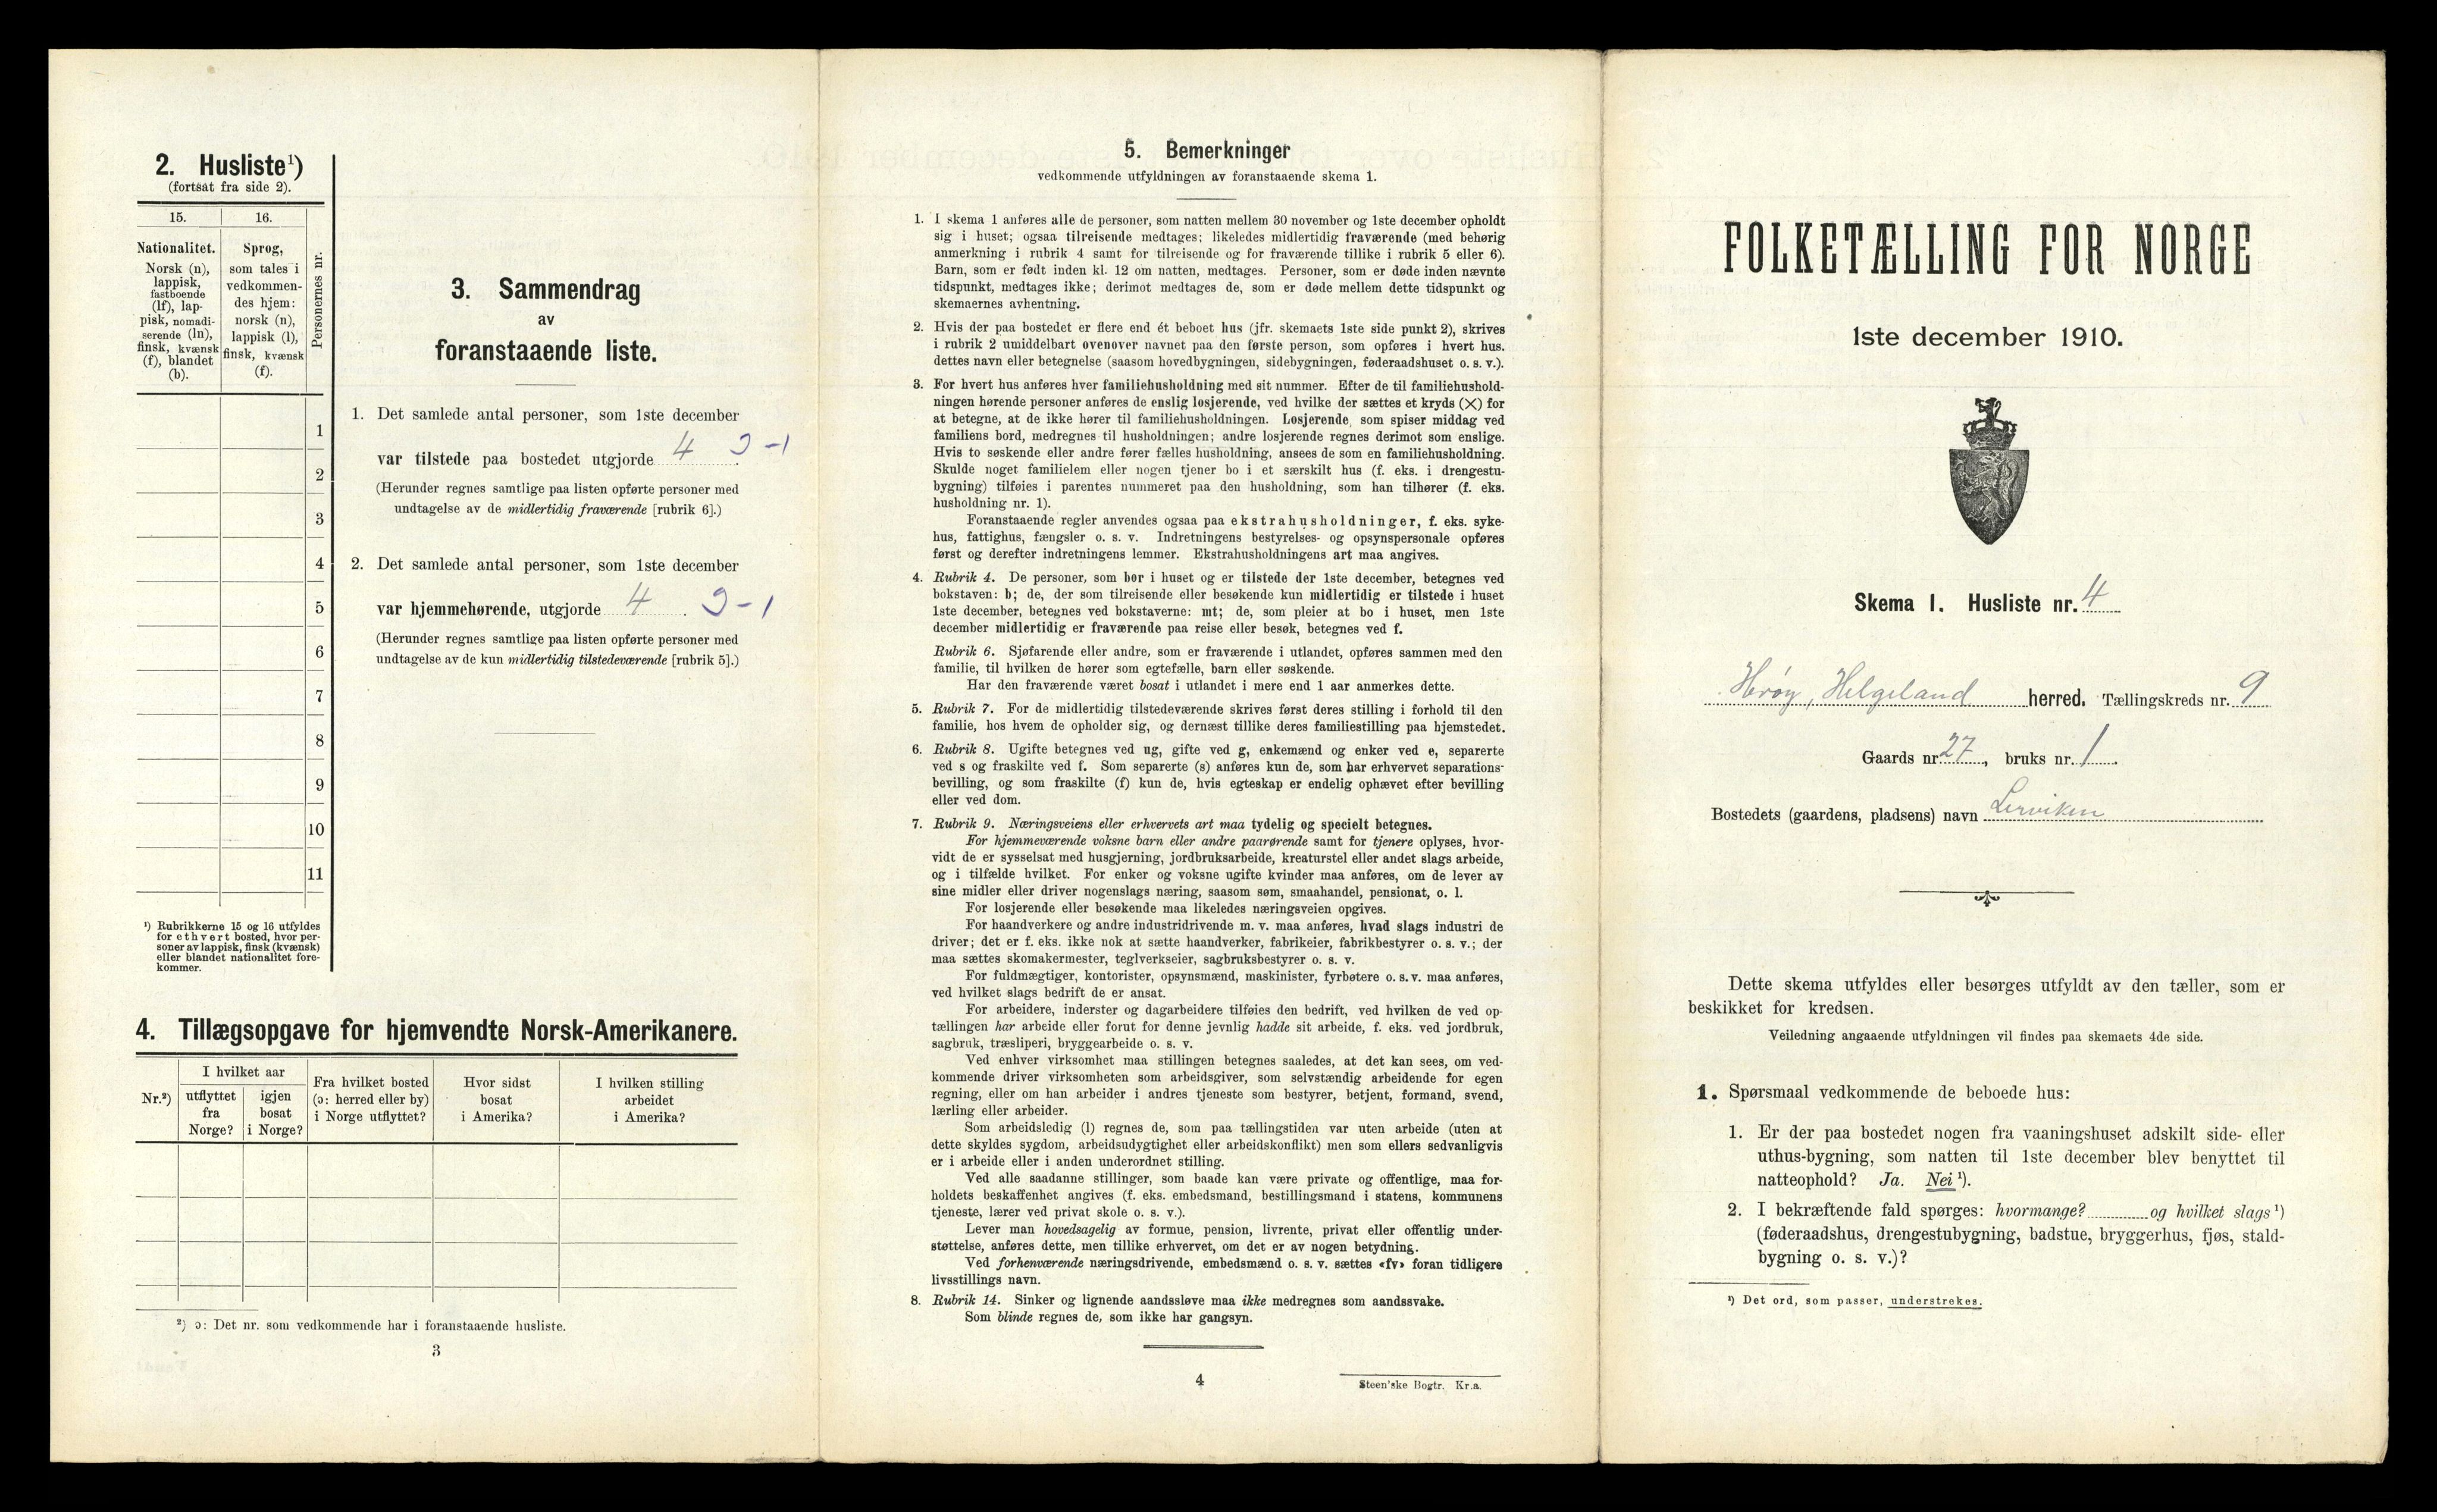 2. Husliste¹)
(fortsat fra side 2).
15.
16.
Personernes nr.
Nationalitet.
Norsk (n),
lappisk,
fastboende
(lf), lap-
pisk, nomadi-
serende (ln),
finsk, kvænsk
(f), blandet
(b).
Sprog,
som tales i
vedkommen-
des hjem:
norsk (n),
lappisk (l),
finsk, kvænsk
(f).
1
2
3
4
5
6
7
8
9
10
11
¹) Rubrikkerne 15 og 16 utfyldes
for ethvert bosted, hvor per-
soner av lappisk, finsk (kvænsk)
eller blandet nationalitet fore-
kommer.
3. Sammendrag
av
foranstaaende liste.
1. Det samlede antal personer, som 1ste december
var tilstede paa bostedet utgjorde 4 3-1
(Herunder regnes samtlige paa listen opførte personer med
undtagelse av de midlertidig fraværende [rubrik 6].)
2. Det samlede antal personer, som 1ste december
var hjemmehørende, utgjorde 4. 3-1
(Herunder regnes samtlige paa listen opførte personer med
undtagelse av de kun midlertidig tilstedeværende [rubrik 5].)
4. Tillægsopgave for hjemvendte Norsk-Amerikanere.
Nr.²)
I hvilket aar
utflyttet
fra
Norge?
igjen
bosat
i Norge?
Fra hvilket bosted
(ɔ: herred eller by)
i Norge utflyttet?
Hvor sidst
bosat
i Amerika?
I hvilken stilling
arbeidet
i Amerika?
²) ɔ: Det nr. som vedkommende har i foranstaaende husliste.
3
5. Bemerkninger
vedkommende utfyldningen av foranstaaende skema 1.
1. I skema 1 anføres alle de personer, som natten mellem 30 november og 1ste december opholdt
sig i huset; ogsaa tilreisende medtages; likeledes midlertidig fraværende (med behørig
anmerkning i rubrik 4 samt for tilreisende og for fraværende tillike i rubrik 5 eller 6).
Barn, som er født inden kl. 12 om natten, medtages. Personer, som er døde inden nævnte
tidspunkt, medtages ikke; derimot medtages de, som er døde mellem dette tidspunkt og
skemaernes avhentning.
2. Hvis der paa bostedet er flere end ét beboet hus (jfr. skemaets 1ste side punkt 2), skrives
i rubrik 2 umiddelbart ovenover navnet paa den første person, som opføres i hvert hus.
dettes navn eller betegnelse (saasom hovedbygningen, sidebygningen, føderaadshuset o. s. v.).
3. For hvert hus anføres hver familiehusholdning med sit nummer. Efter de til familiehushold-
ningen hørende personer anføres de enslig losjerende, ved hvilke der sættes et kryds (X) for
at betegne, at de ikke hører til familiehusholdningen. Losjerende som spiser middag ved
familiens bord, medregnes til husholdningen; andre losjerende regnes derimot som enslige.
Hvis to søskende eller andre fører fælles husholdning, ansees de som en familiehusholdning.
Skulde noget familielem eller nogen tjener bo i et særskilt hus (f. eks. i drengestu-
bygning) tilføies i parentes nummeret paa den husholdning, som han tilhører (f. eks.
husholdning nr. 1).
Foranstaaende regler anvendes ogsaa paa ekstrahusholdninger, f. eks. syke-
hus, fattighus, fængsler o. s. v. Indretningens bestyrelses- og opsynspersonale opføres
først og derefter indretningens lemmer. Ekstrahusholdningens art maa angives.
4. Rubrik 4. De personer, som bor i huset og er tilstede der 1ste december, betegnes ved
bokstaven: b; de, der som tilreisende eller besøkende kun midlertidig er tilstede i huset
1ste december, betegnes ved bokstaverne: mt; de, som pleier at bo i huset, men 1ste
december midlertidig er fraværende paa reise eller besøk, betegnes ved f.
Rubrik 6. Sjøfarende eller andre, som er fraværende i utlandet, opføres sammen med den
familie, til hvilken de hører som egtefælle, barn eller søskende.
Har den fraværende været bosat i utlandet i mere end 1 aar anmerkes dette.
5. Rubrik 7. For de midlertidig tilstedeværende skrives først deres stilling i forhold til den
familie, hos hvem de opholder sig, og dernæst tillike deres familiestilling paa hjemstedet.
6. Rubrik 8. Ugifte betegnes ved ug, gifte ved g, enkemænd og enker ved e, separerte
ved s og fraskilte ved f. Som separerte (s) anføres kun de, som har erhvervet separations-
bevilling, og som fraskilte (f) kun de, hvis egteskap er endelig ophævet efter bevilling
eller ved dom.
7. Rubrik 9. Næringsveiens eller erhvervets art maa tydelig og specielt betegnes.
For hjemmeværende voksne barn eller andre paarørende samt for tjenere oplyses, hvor-
vidt de er sysselsat med husgjerning, jordbruksarbeide, kreaturstel eller andet slags arbeide,
og i tilfælde hvilket. For enker og voksne ugifte kvinder maa anføres, om de lever av
sine midler eller driver nogenslags næring, saasom søm, smaahandel, pensionat, o. l.
For losjerende eller besøkende maa likeledes næringsveien opgives.
For haandverkere og andre industridrivende m. v. maa anføres, hvad slags industri de
driver; det er f. eks. ikke nok at sætte haandverker, fabrikeier, fabrikbestyrer o. s. v.; der
maa sættes skomakermester, teglverkseier, sagbruksbestyrer o. s. v.
For fuldmægtiger, kontorister, opsynsmænd, maskinister, fyrbøtere o. s. v. maa anføres,
ved hvilket slags bedrift de er ansat.
For arbeidere, inderster og dagarbeidere tilføies den bedrift, ved hvilken de ved op-
tællingen har arbeide eller forut for denne jevnlig hadde sit arbeide, f. eks. ved jordbruk,
sagbruk, træsliperi, bryggearbeide o. s. v.
Ved enhver virksomhet maa stillingen betegnes saaledes, at det kan sees, om ved-
kommende driver virksomheten som arbeidsgiver, som selvstændig arbeidende for egen
regning, eller om han arbeider i andres tjeneste som bestyrer, betjent, formand, svend,
lærling eller arbeider.
Som arbeidsledig (l) regnes de, som paa tællingstiden var uten arbeide (uten at
dette skyldes sygdom, arbeidsudygtighet eller arbeidskonflikt) men som ellers sedvanligvis
er i arbeide eller i anden underordnet stilling.
Ved alle saadanne stillinger, som baade kan være private og offentlige, maa for-
holdets beskaffenhet angives (f. eks. embedsmand, bestillingsmand i statens, kommunens
tjeneste, lærer ved privat skole o. s. v.).
Lever man hovedsagelig av formue, pension, livrente, privat eller offentlig under-
støttelse, anføres dette, men tillike erhvervet, om det er av nogen betydning.
Ved forhenværende næringsdrivende, embedsmænd o. s. v. sættes «fv» foran tidligere
livsstillings navn.
8. Rubrik 14. Sinker og lignende aandssløve maa ikke medregnes som aandssvake.
Som blinde regnes de, som ikke har gangsyn.
4
Steen'ske Bogtr. Kr.a.
FOLKETÆLLING FOR NORGE
1ste december 1910.
Skema 1. Husliste nr. 4
Herøy, Helgeland herred. Tællingskreds nr. 9
Gaards nr. 27, bruks nr. 1.
Bostedets (gaardens, pladsens) navn Lerviken
Dette skema utfyldes eller besørges utfyldt av den tæller, som er
beskikket for kredsen.
Veiledning angaaende utfyldningen vil findes paa skemaets 4de side.
1. Spørsmaal vedkommende de beboede hus:
1. Er der paa bostedet nogen fra vaaningshuset adskilt side- eller
uthus-bygning, som natten til 1ste december blev benyttet til
natteophold? Ja. Nei¹).
2. I bekræftende fald spørges: hvormange? og hvilket slags¹)
(føderaadshus, drengestubygning, badstue, bryggerhus, fjøs, stald-
bygning o. s. v.)?
¹) Det ord, som passer, understrekes.